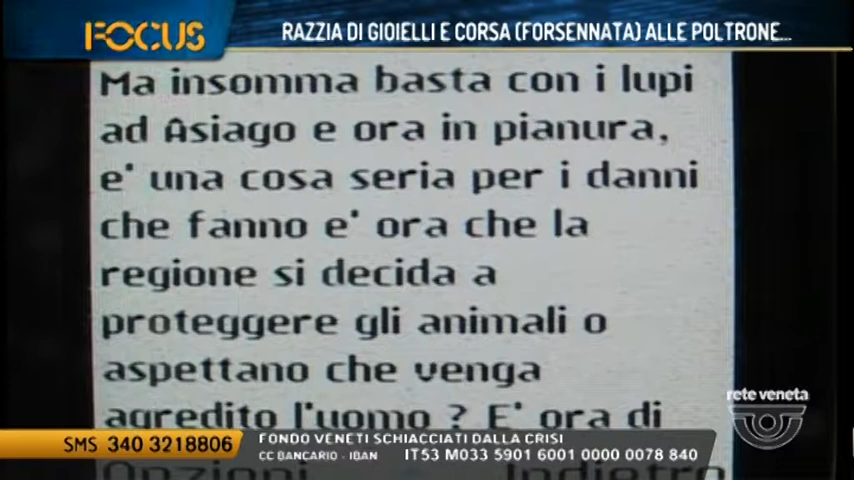 FOCUS
RAZZIA DI GIOIELLI E CORSA (FORSENNATA) ALLE POLTRONE...
Ma insomma basta con i lupi
ad Asiago e ora in pianura,
e' una cosa seria per i danni
che fanno e' ora che la
regione si decida a
proteggere gli animali o
aspettano che venga
agredito l'uomo ? E' ora di
Opzioni Indietro
rete veneta
SMS 340 3218806
FONDO VENETI SCHIACCIATI DALLA CRISI
CC BANCARIO - IBAN IT53 M033 5901 6001 0000 0078 840